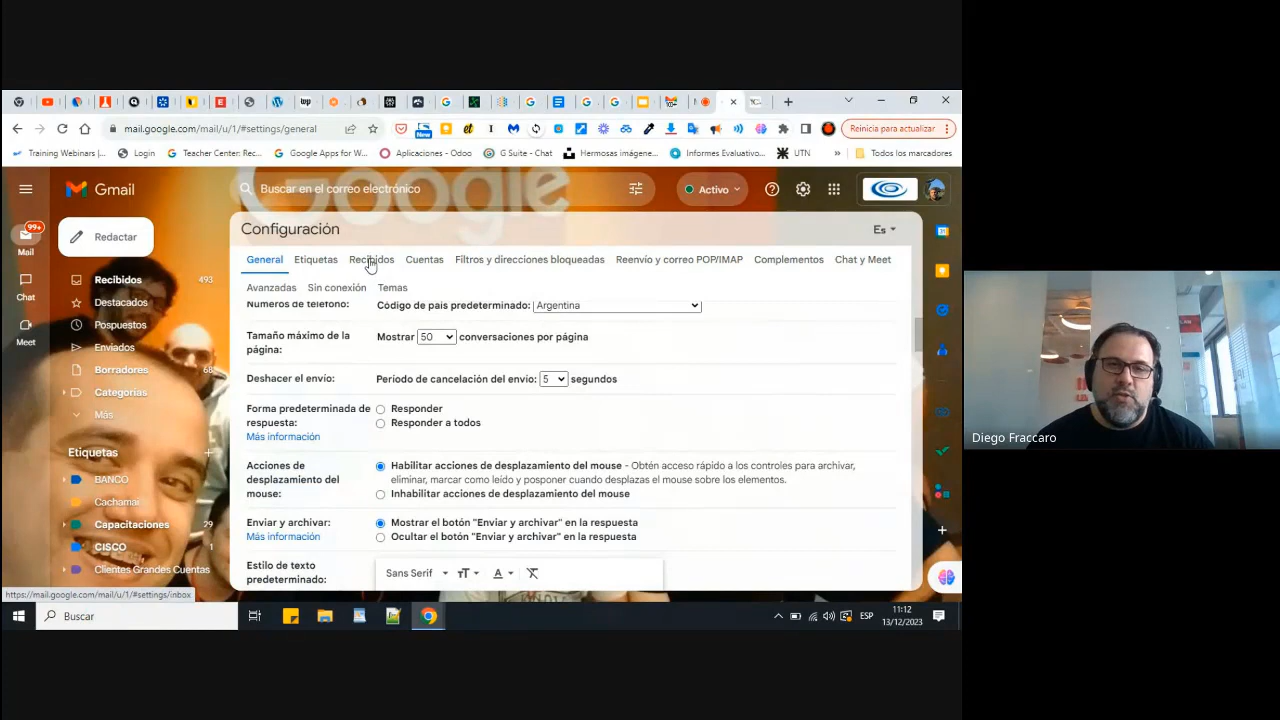 mail.google.com/mail/u/1/#settings/general
Reinicia para actualizar
New
Training Webinars |...
Login
Teacher Center: Rec...
Google Apps for W...
Aplicaciones - Odoo
G Suite - Chat
Hermosas imágene...
Informes Evaluativo...
UTN
»
Todos los marcadores
Gmail
Buscar en el correo electrónico
Activo
Google
99+
Mail
Chat
Meet
Redactar
Recibidos 493
Destacados
Pospuestos
Enviados
Borradores 68
Categorías
Más
Etiquetas
BANCO
Cachamai
Capacitaciones 29
CISCO 1
Clientes Grandes Cuentas
Configuración
Es
General Etiquetas Recibidos Cuentas Filtros y direcciones bloqueadas Reenvío y correo POP/IMAP Complementos Chat y Meet
Avanzadas Sin conexión Temas
Números de teléfono: Código de país predeterminado: Argentina
Tamaño máximo de la página: Mostrar 50 conversaciones por página
Deshacer el envío: Período de cancelación del envío: 5 segundos
Forma predeterminada de respuesta:
Más información
Responder
Responder a todos
Acciones de desplazamiento del mouse:
Habilitar acciones de desplazamiento del mouse - Obtén acceso rápido a los controles para archivar,
eliminar, marcar como leído y posponer cuando desplazas el mouse sobre los elementos.
Inhabilitar acciones de desplazamiento del mouse
Enviar y archivar:
Más información
Mostrar el botón "Enviar y archivar" en la respuesta
Ocultar el botón "Enviar y archivar" en la respuesta
Estilo de texto predeterminado:
Sans Serif
https://mail.google.com/mail/u/1/#settings/inbox
Buscar
ESP
11:12
13/12/2023
Diego Fraccaro